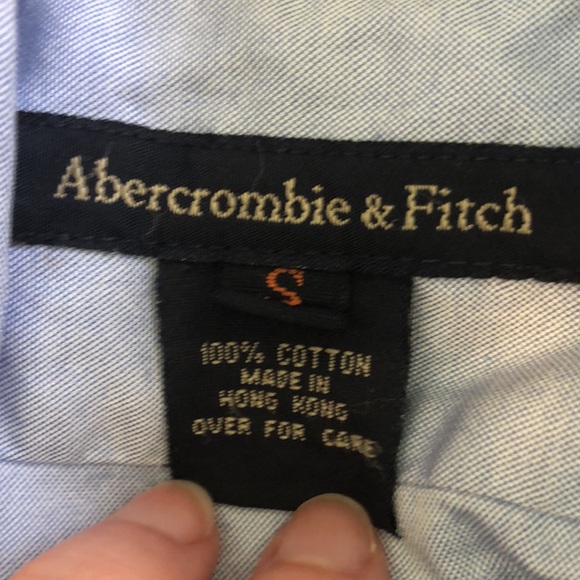 Abercrombie & Fitch
S
100% COTTON
MADE IN
HONG KONG
OVER FOR CARE